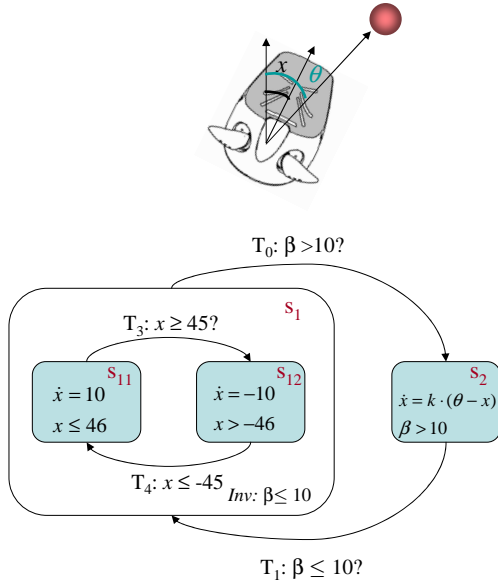 x
θ
T₀: β >10?
s₁
T₃: x ≥ 45?
s₁₁
ẋ = 10
x ≤ 46
s₁₂
ẋ = −10
x > −46
s₂
ẋ = k · (θ − x)
β > 10
T₄: x ≤ -45
Inv: β ≤ 10
T₁: β ≤ 10?